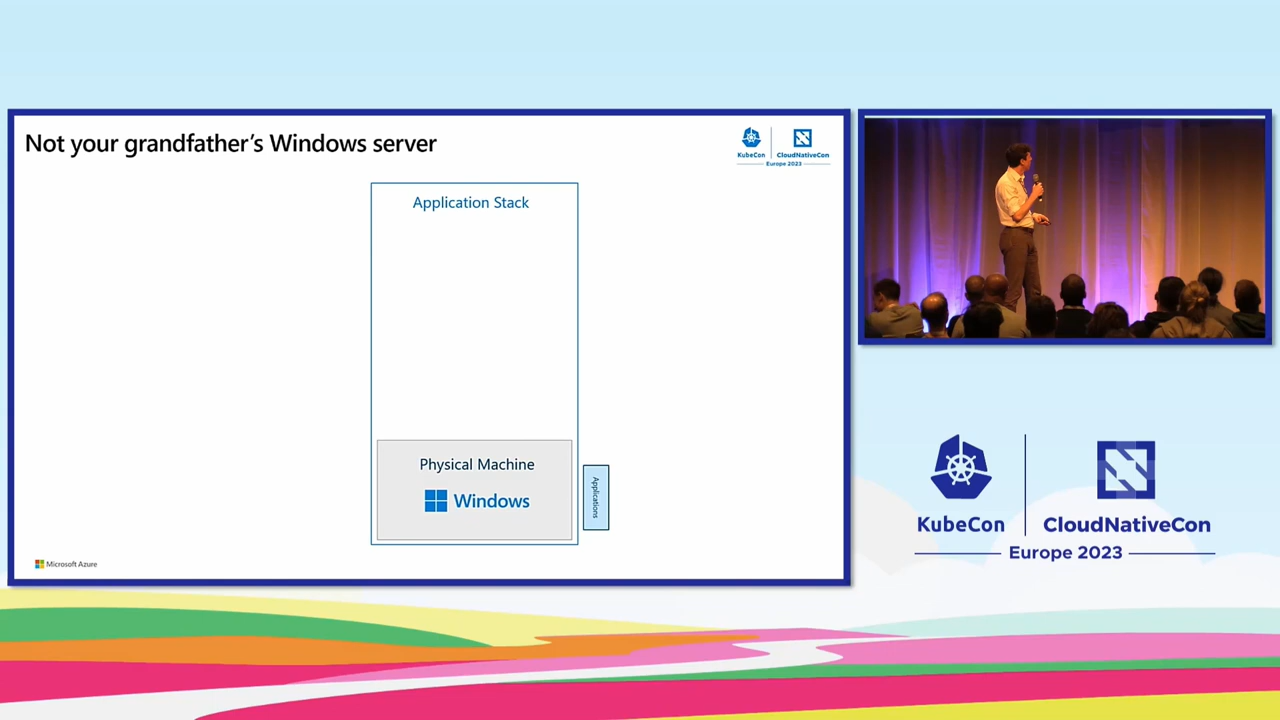 Not your grandfather's Windows server
KubeCon
CloudNativeCon
Europe 2023
Application Stack
Physical Machine
Windows
Applications
Microsoft Azure
KubeCon
CloudNativeCon
Europe 2023